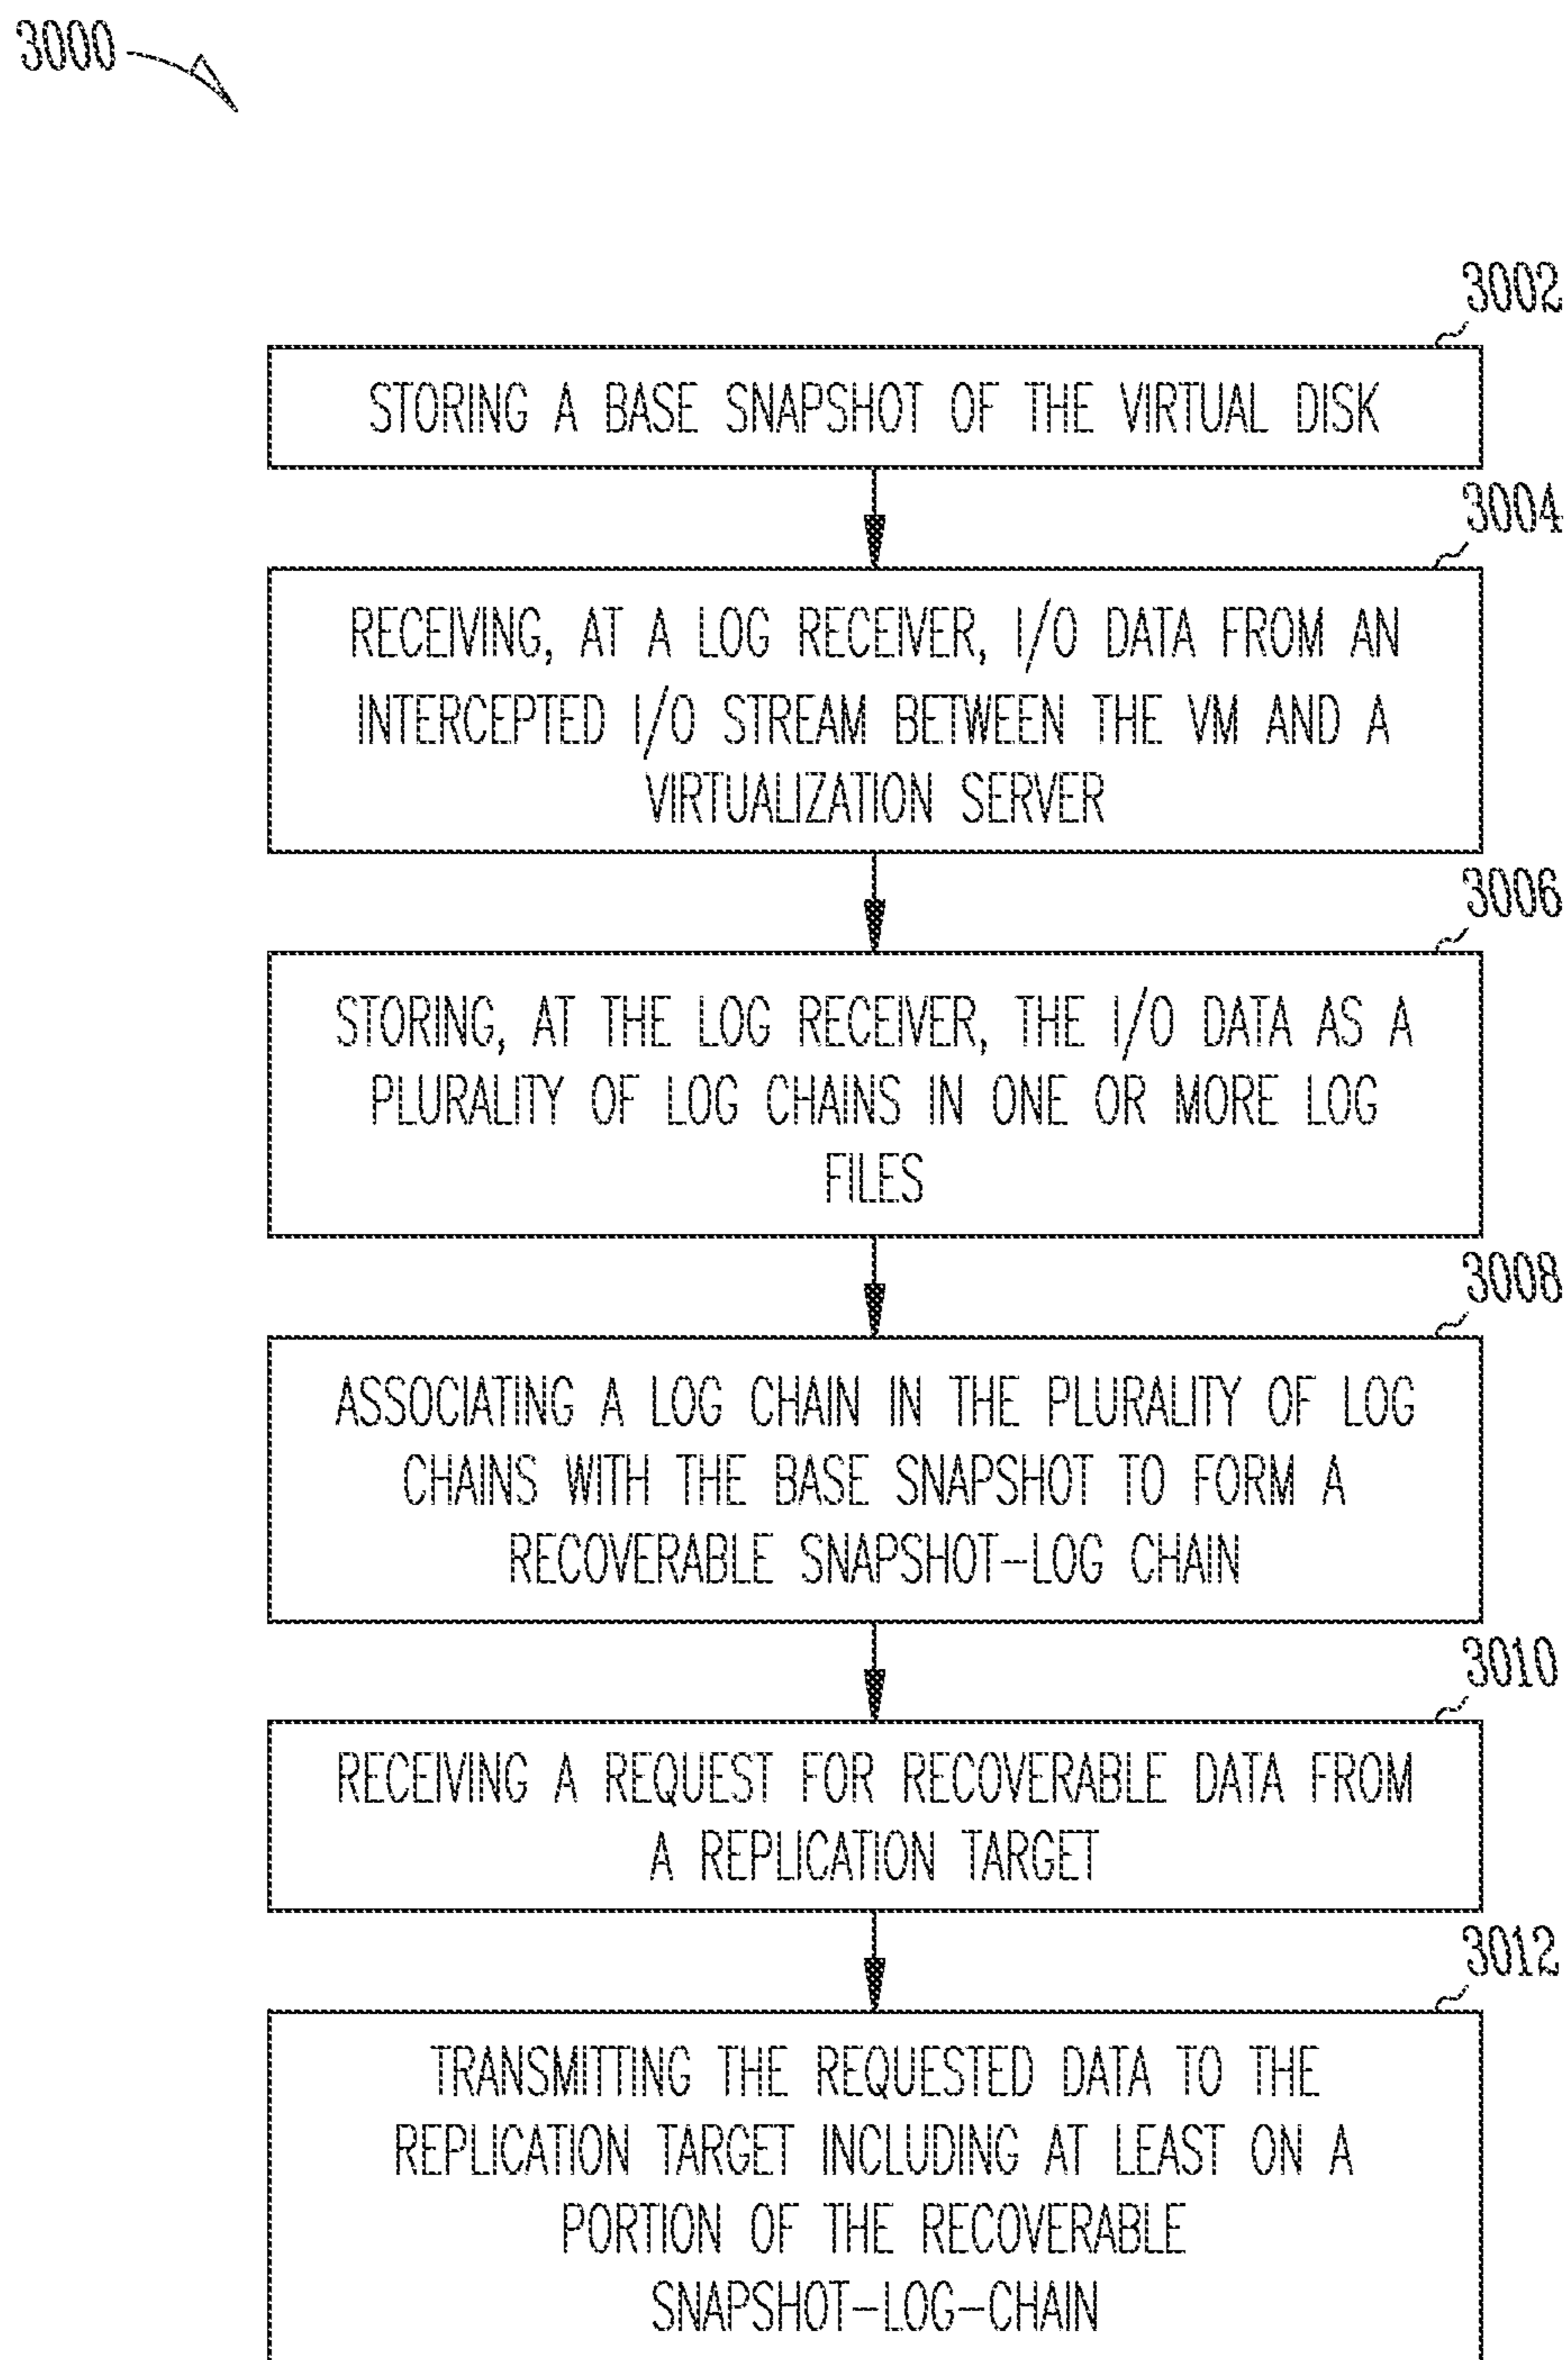 3000
3002
STORING A BASE SNAPSHOT OF THE VIRTUAL DISK
3004
RECEIVING, AT A LOG RECEIVER, I/O DATA FROM AN
INTERCEPTED I/O STREAM BETWEEN THE VM AND A
VIRTUALIZATION SERVER
3006
STORING, AT THE LOG RECEIVER, THE I/O DATA AS A
PLURALITY OF LOG CHAINS IN ONE OR MORE LOG
FILES
3008
ASSOCIATING A LOG CHAIN IN THE PLURALITY OF LOG
CHAINS WITH THE BASE SNAPSHOT TO FORM A
RECOVERABLE SNAPSHOT-LOG CHAIN
3010
RECEIVING A REQUEST FOR RECOVERABLE DATA FROM
A REPLICATION TARGET
3012
TRANSMITTING THE REQUESTED DATA TO THE
REPLICATION TARGET INCLUDING AT LEAST ON A
PORTION OF THE RECOVERABLE
SNAPSHOT-LOG-CHAIN